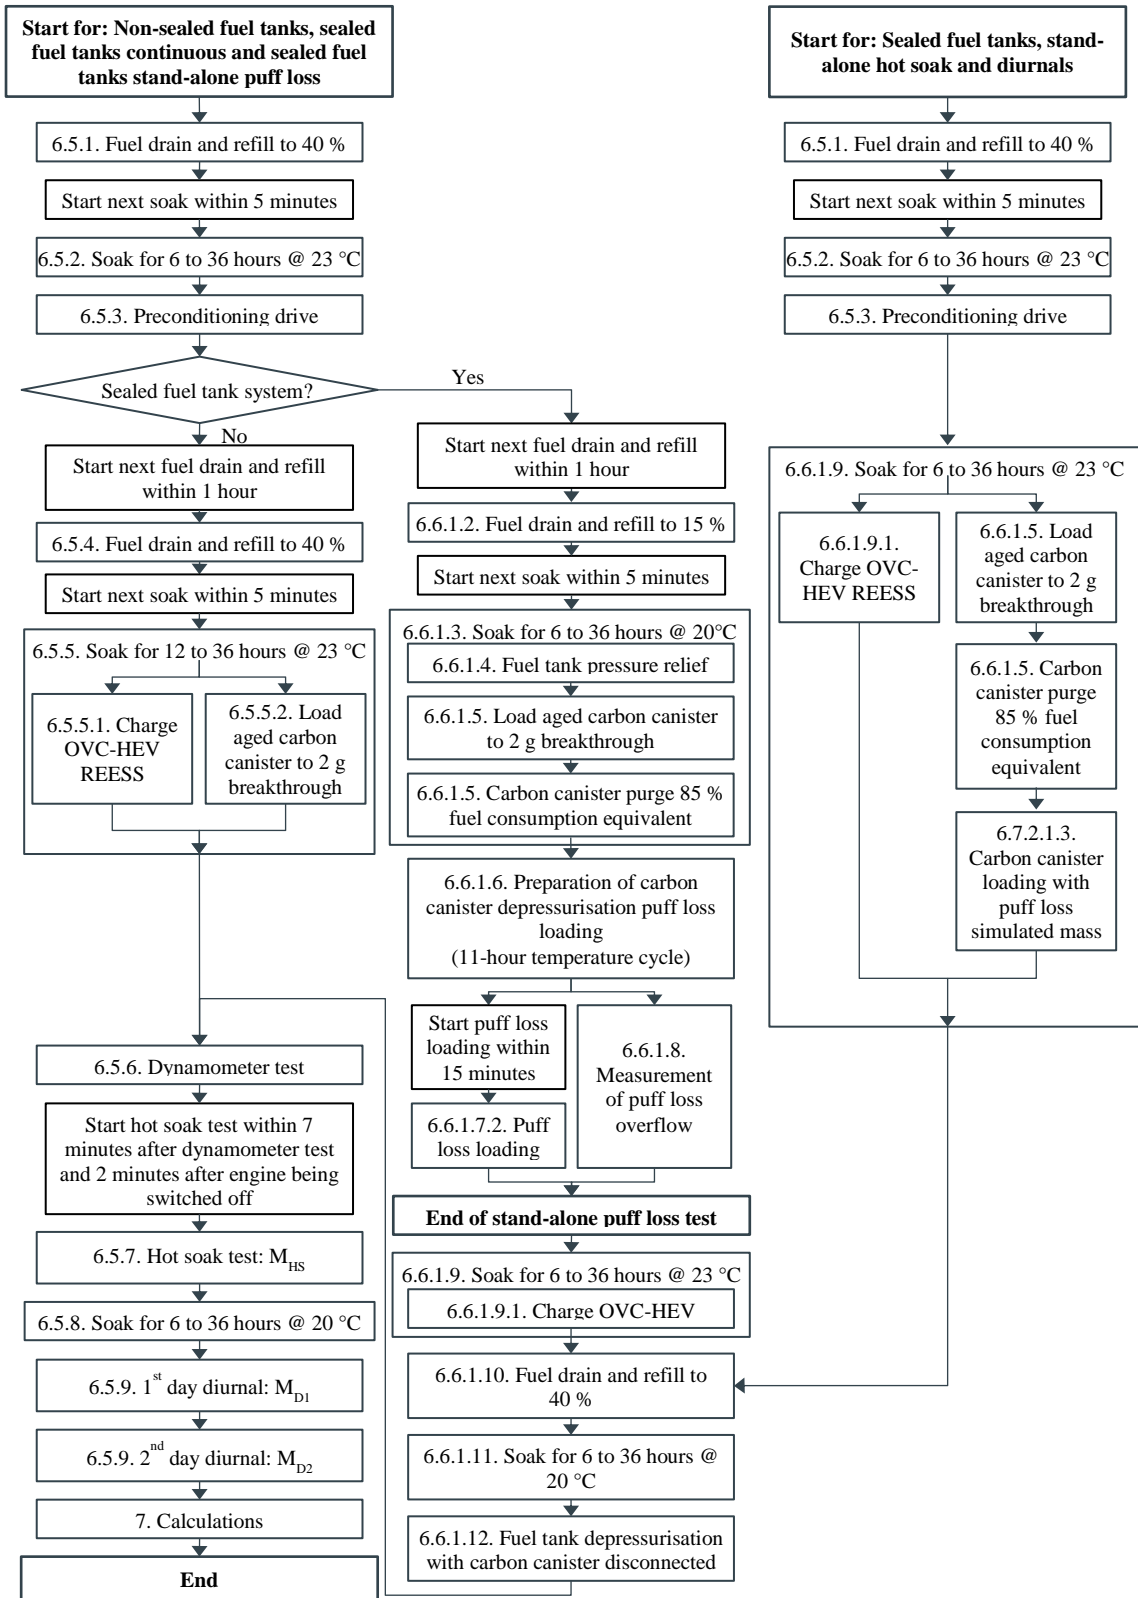 Start for: Non-sealed fuel tanks, sealed
fuel tanks continuous and sealed fuel
tanks stand-alone puff loss
6.5.1. Fuel drain and refill to 40 %
Start next soak within 5 minutes
6.5.2. Soak for 6 to 36 hours @ 23 °C
6.5.3. Preconditioning drive
Sealed fuel tank system?
Yes
No
Start next fuel drain and refill
within 1 hour
6.5.4. Fuel drain and refill to 40 %
Start next soak within 5 minutes
6.5.5. Soak for 12 to 36 hours @ 23 °C
6.5.5.1. Charge
OVC-HEV
REESS
6.5.5.2. Load
aged carbon
canister to 2 g
breakthrough
6.5.6. Dynamometer test
Start hot soak test within 7
minutes after dynamometer test
and 2 minutes after engine being
switched off
6.5.7. Hot soak test: MHS
6.5.8. Soak for 6 to 36 hours @ 20 °C
6.5.9. 1st day diurnal: MD1
6.5.9. 2nd day diurnal: MD2
7. Calculations
End
Start next fuel drain and refill
within 1 hour
6.6.1.2. Fuel drain and refill to 15 %
Start next soak within 5 minutes
6.6.1.3. Soak for 6 to 36 hours @ 20°C
6.6.1.4. Fuel tank pressure relief
6.6.1.5. Load aged carbon canister
to 2 g breakthrough
6.6.1.5. Carbon canister purge 85 %
fuel consumption equivalent
6.6.1.6. Preparation of carbon
canister depressurisation puff loss
loading
(11-hour temperature cycle)
Start puff loss
loading within
15 minutes
6.6.1.7.2. Puff
loss loading
6.6.1.8.
Measurement
of puff loss
overflow
End of stand-alone puff loss test
6.6.1.9. Soak for 6 to 36 hours @ 23 °C
6.6.1.9.1. Charge OVC-HEV
6.6.1.10. Fuel drain and refill to
40 %
6.6.1.11. Soak for 6 to 36 hours @
20 °C
6.6.1.12. Fuel tank depressurisation
with carbon canister disconnected
Start for: Sealed fuel tanks, stand-
alone hot soak and diurnals
6.5.1. Fuel drain and refill to 40 %
Start next soak within 5 minutes
6.5.2. Soak for 6 to 36 hours @ 23 °C
6.5.3. Preconditioning drive
6.6.1.9. Soak for 6 to 36 hours @ 23 °C
6.6.1.9.1.
Charge OVC-
HEV REESS
6.6.1.5. Load
aged carbon
canister to 2 g
breakthrough
6.6.1.5. Carbon
canister purge
85 % fuel
consumption
equivalent
6.7.2.1.3.
Carbon canister
loading with
puff loss
simulated mass